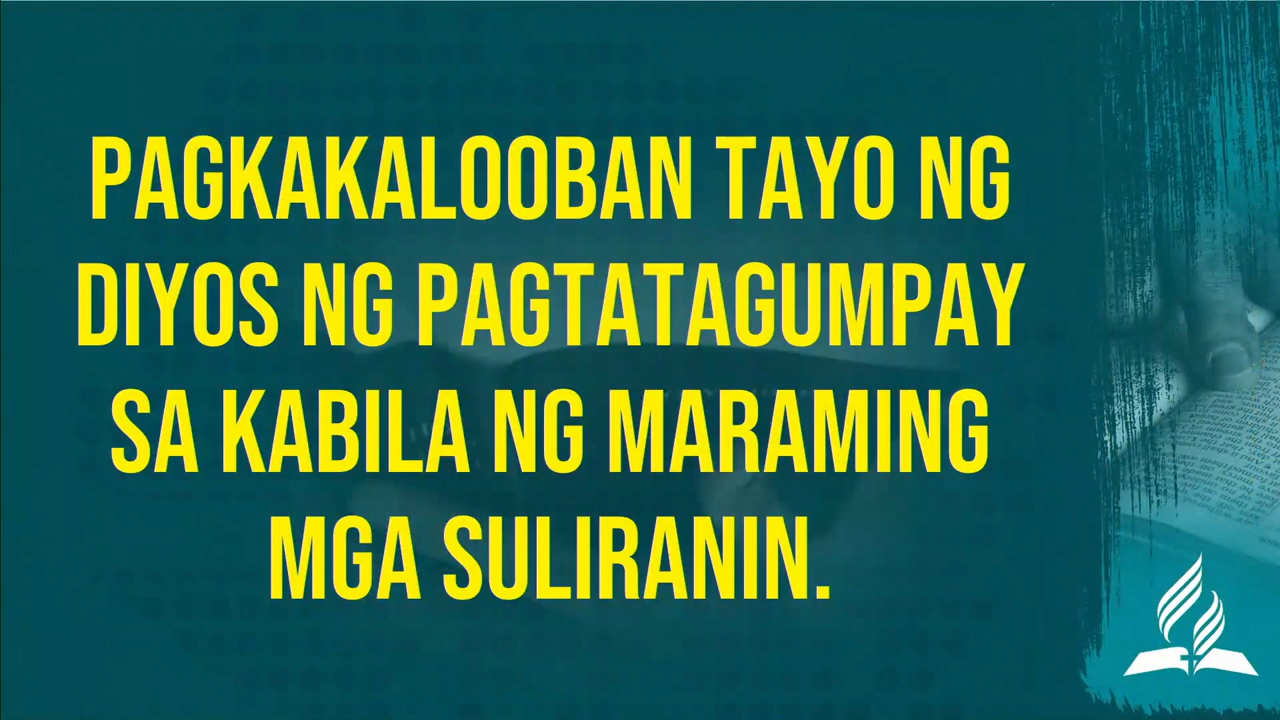 PAGKAKALOOBAN TAYO NG
DIYOS NG PAGTATAGUMPAY
SA KABILA NG MARAMING
MGA SULIRANIN.